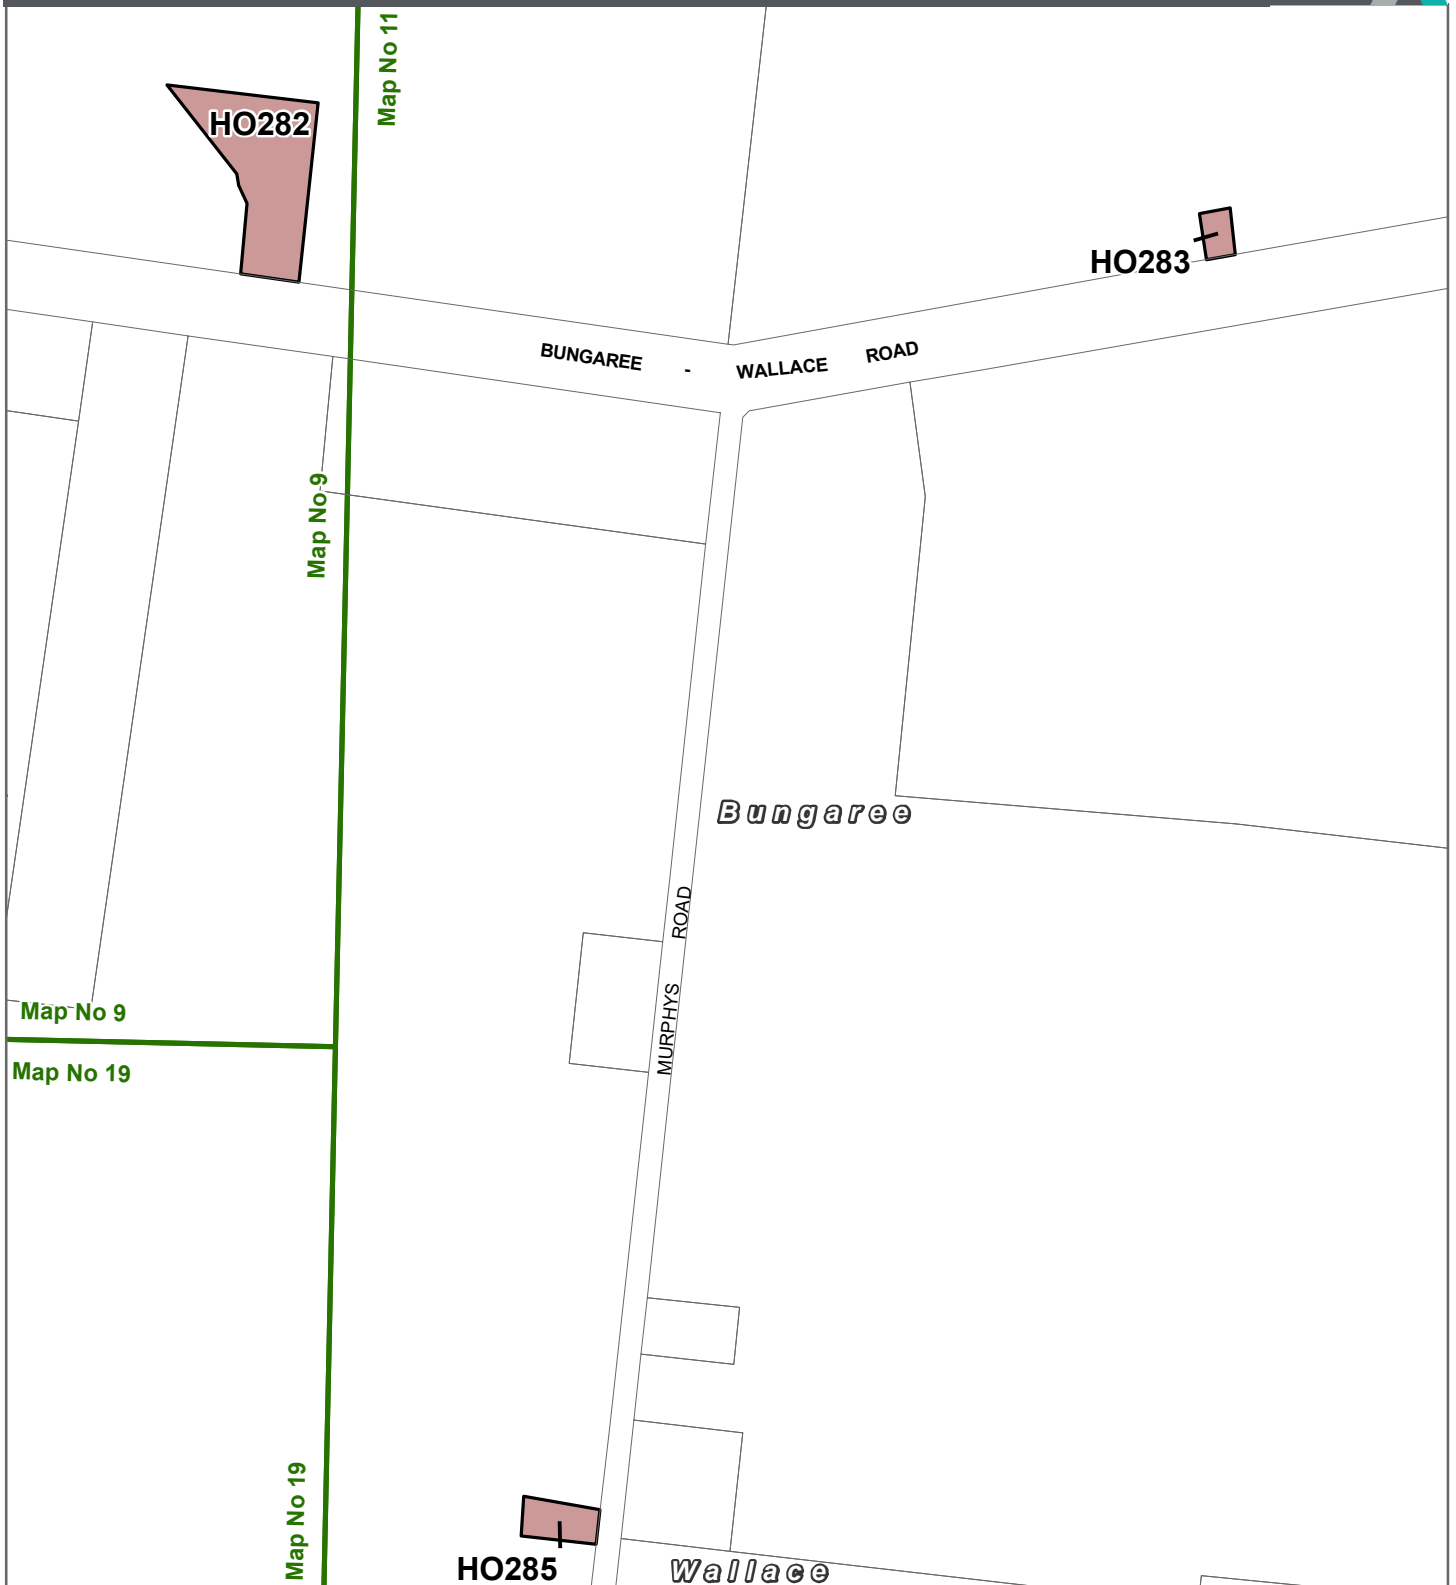 Map No 11
HO282
HO283
BUNGAREE - WALLACE ROAD
Map No 9
Bungaree
MURPHYS ROAD
Map No 9
Map No 19
Map No 19
HO285
Wallace